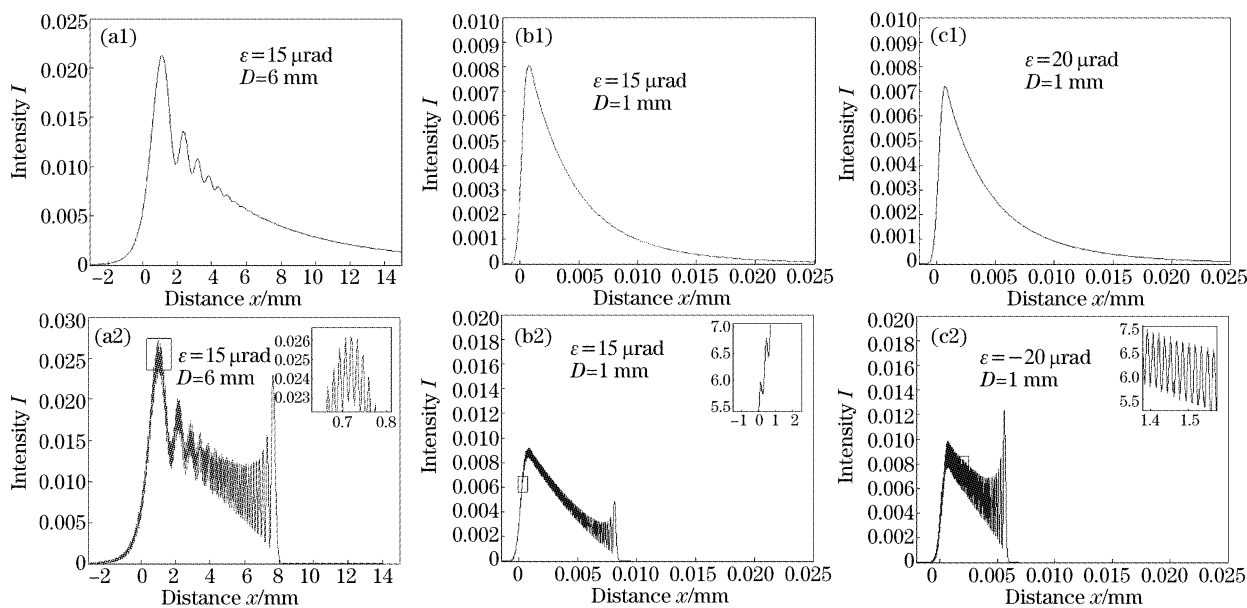 (a1)
ε=15 μrad
D=6 mm
Intensity I
0.025
0.020
0.015
0.010
0.005
0
−2 0 2 4 6 8 10 12 14
Distance x/mm
(b1)
ε=15 μrad
D=1 mm
Intensity I
0.010
0.009
0.008
0.007
0.006
0.005
0.004
0.003
0.002
0.001
0
0 0.005 0.010 0.015 0.020 0.025
Distance x/mm
(c1)
ε=20 μrad
D=1 mm
Intensity I
0.010
0.009
0.008
0.007
0.006
0.005
0.004
0.003
0.002
0.001
0
0 0.005 0.010 0.015 0.020 0.025
Distance x/mm
(a2)
ε=15 μrad
D=6 mm
Intensity I
0.030
0.025
0.020
0.015
0.010
0.005
0
−2 0 2 4 6 8 10 12 14
Distance x/mm
0.026
0.025
0.024
0.023
0.7 0.8
(b2)
ε=15 μrad
D=1 mm
Intensity I
0.020
0.018
0.016
0.014
0.012
0.010
0.008
0.006
0.004
0.002
0
0 0.005 0.010 0.015 0.020 0.025
Distance x/mm
7.0
6.0
5.5
−1 0 1 2
(c2)
ε=−20 μrad
D=1 mm
Intensity I
0.020
0.018
0.016
0.014
0.012
0.010
0.008
0.006
0.004
0.002
0
0 0.005 0.010 0.015 0.020 0.025
Distance x/mm
7.5
6.5
6.0
5.5
1.4 1.5